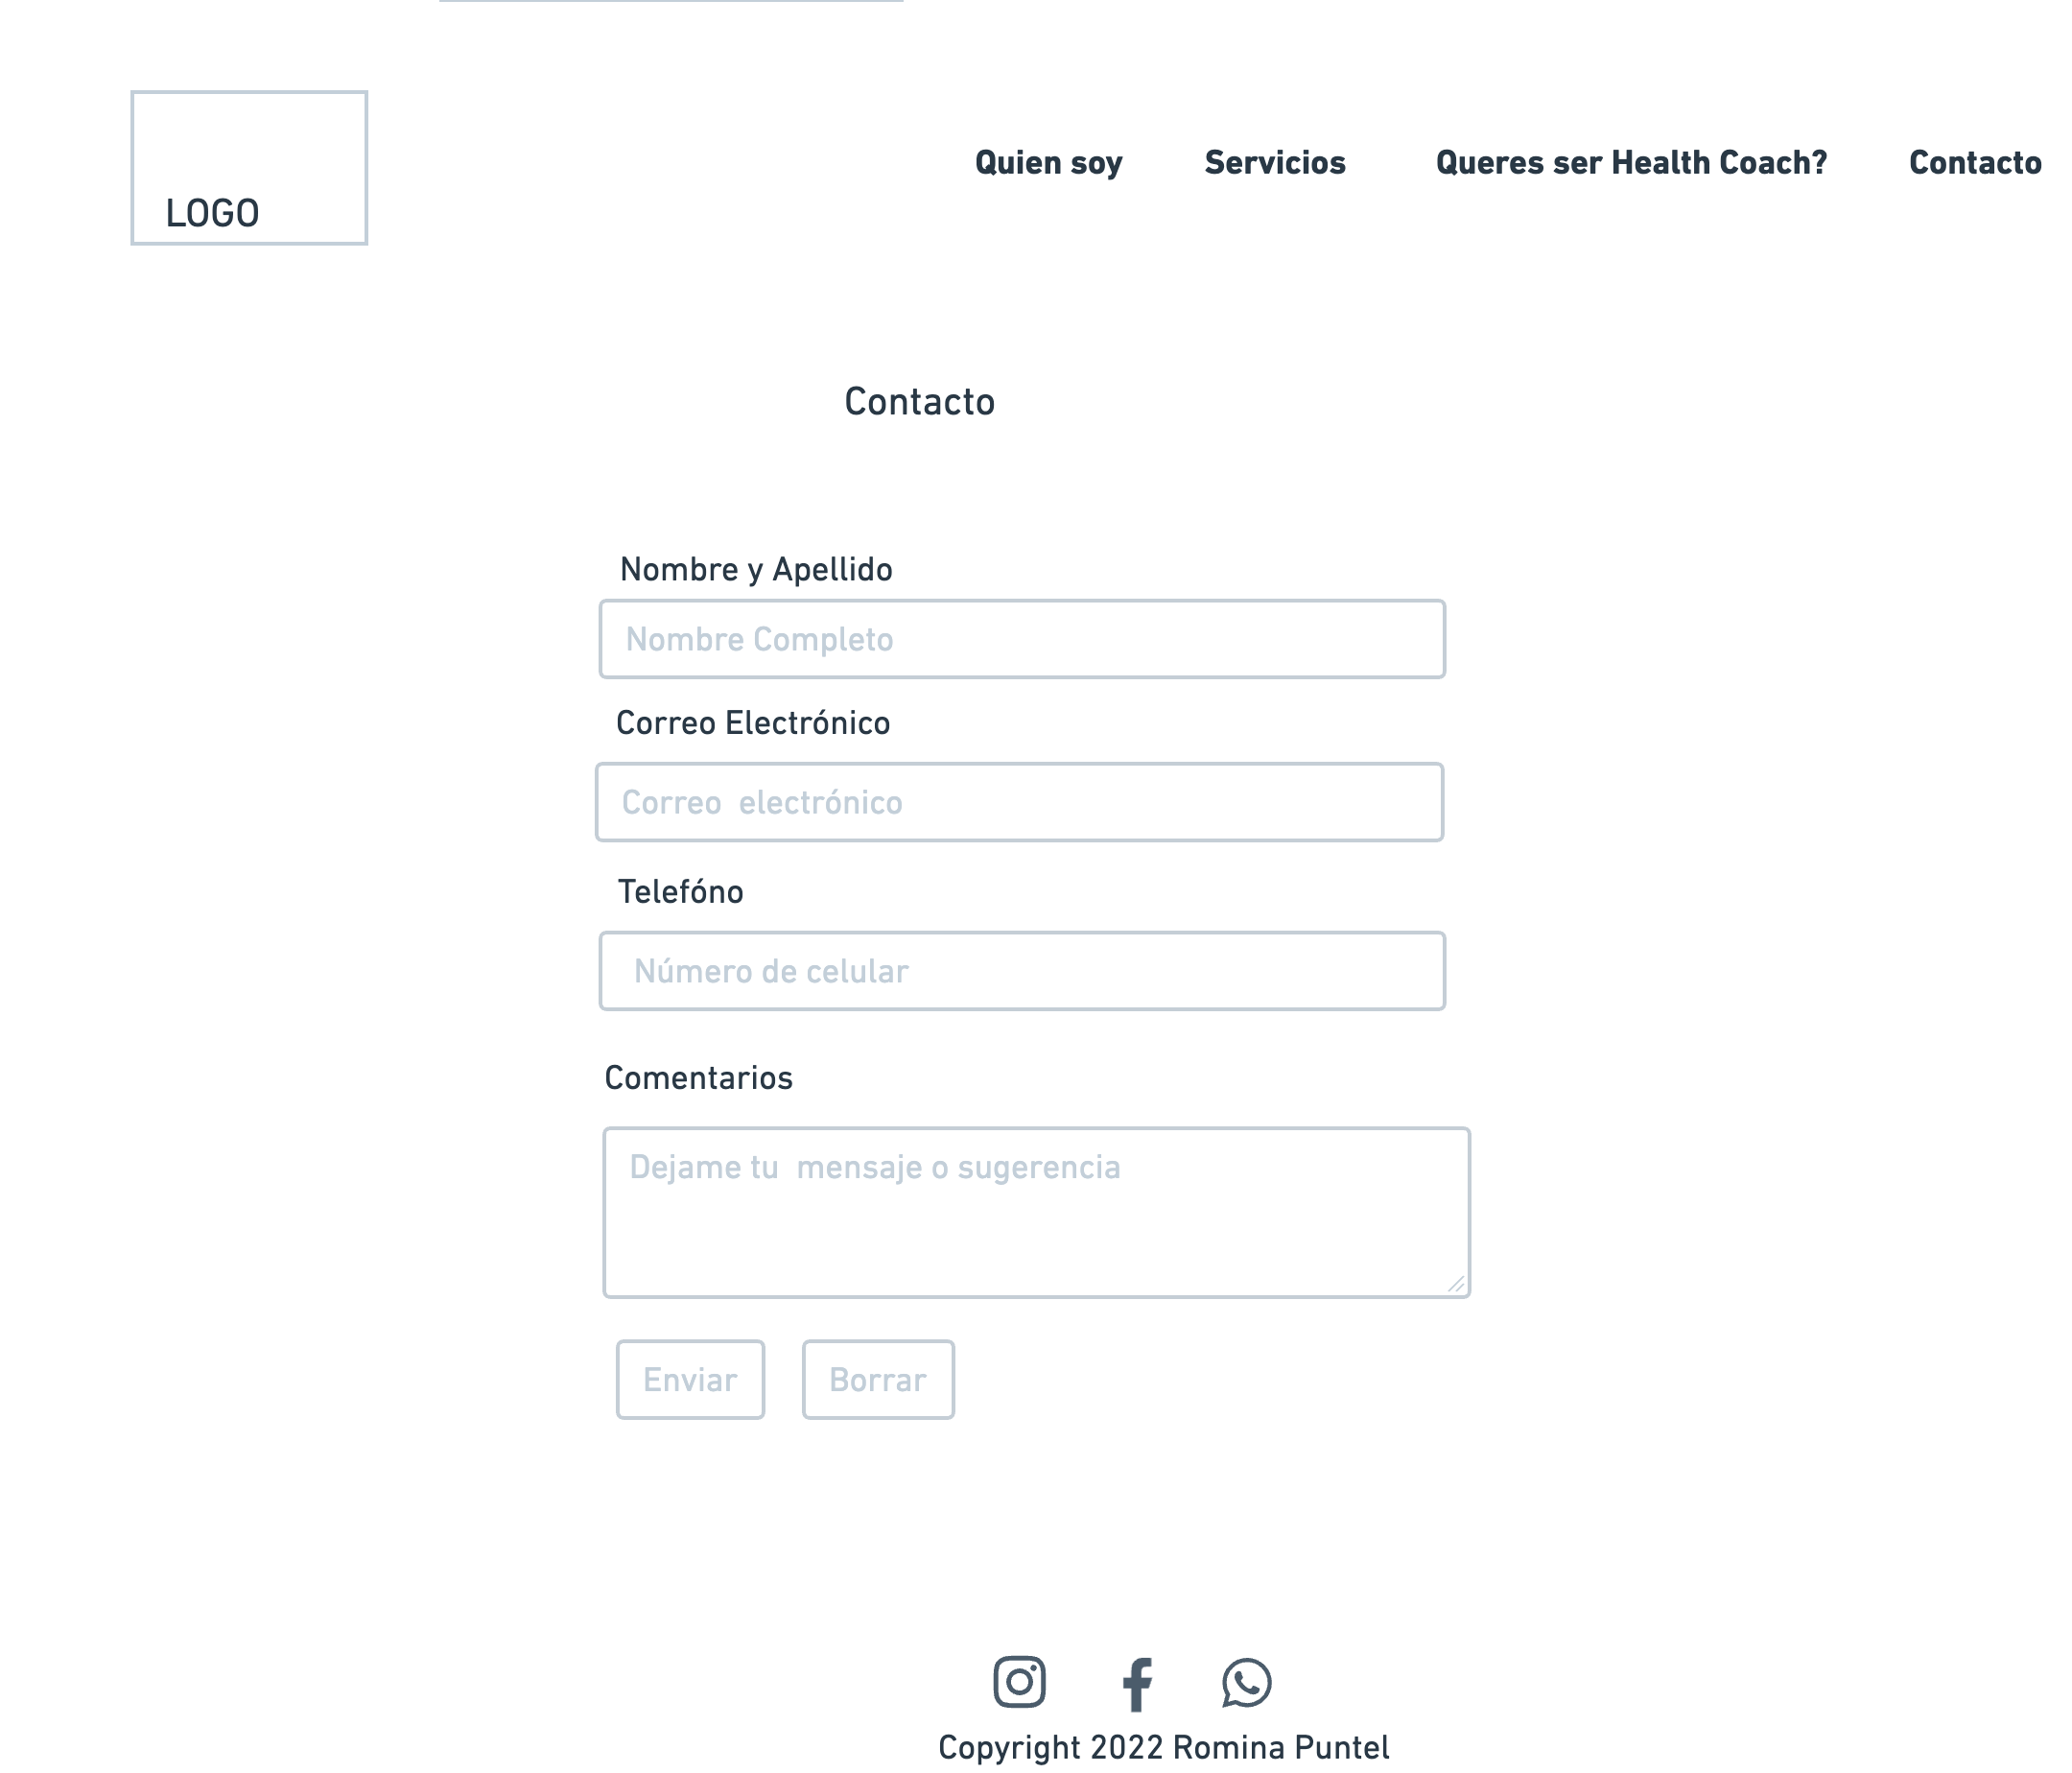 LOGO
Quien soy Servicios Queres ser Health Coach? Contacto
Contacto
Nombre y Apellido
Nombre Completo
Correo Electrónico
Correo  electrónico
Telefóno
Número de celular
Comentarios
Dejame tu  mensaje o sugerencia
Enviar Borrar
Copyright 2022 Romina Puntel